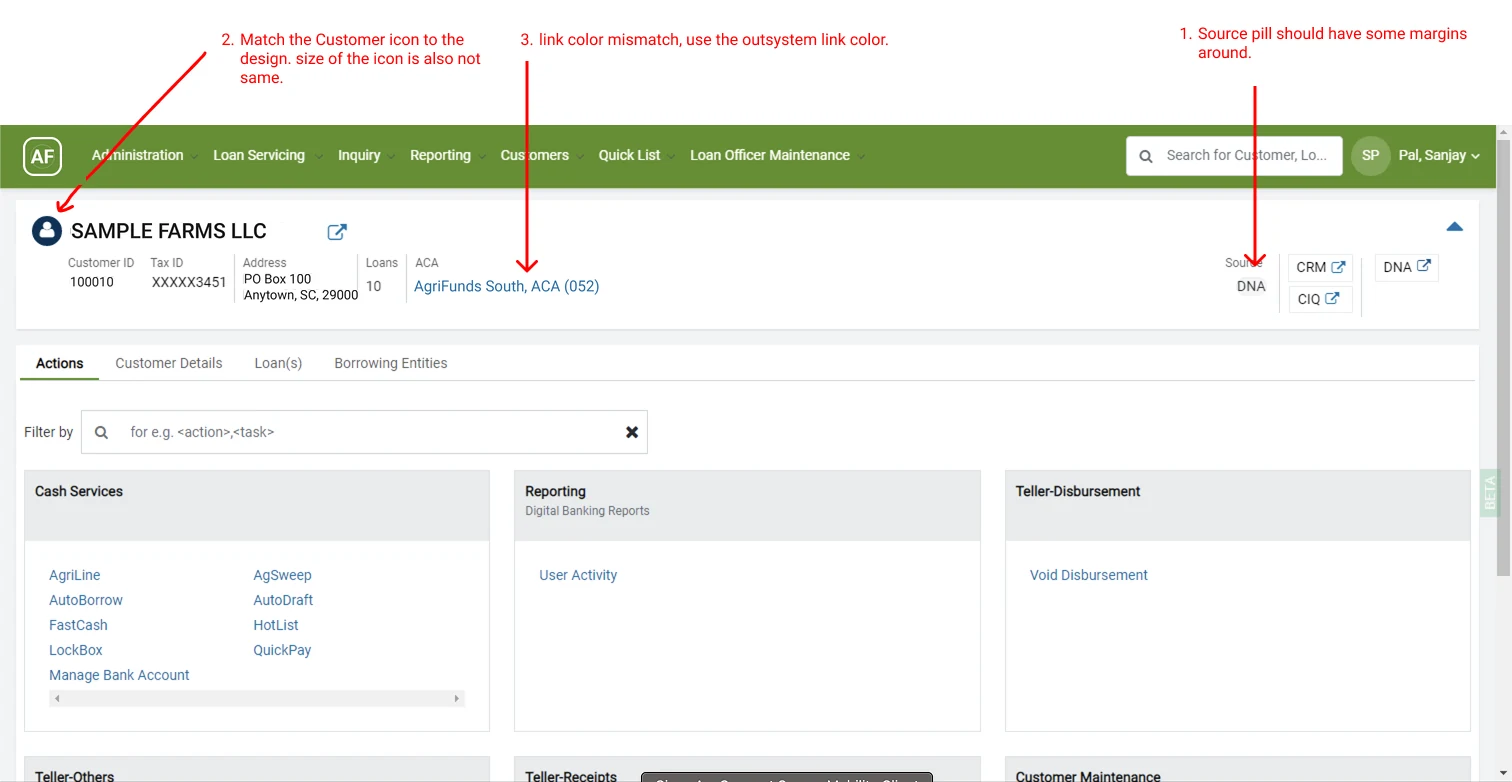 2. Match the Customer icon to the
design. size of the icon is also not
same.
3. link color mismatch, use the outsystem link color.
1. Source pill should have some margins
around.
AF
Administration Loan Servicing Inquiry Reporting Customers Quick List Loan Officer Maintenance
Search for Customer, Lo...
SP Pal, Sanjay
SAMPLE FARMS LLC
Customer ID Tax ID Address Loans ACA Source
100010 XXXXX3451 PO Box 100
Anytown, SC, 29000
10 AgriFunds South, ACA (052) DNA
CRM DNA
CIQ
Actions Customer Details Loan(s) Borrowing Entities
Filter by for e.g. <action>,<task>
Cash Services
AgriLine AgSweep
AutoBorrow AutoDraft
FastCash HotList
LockBox QuickPay
Manage Bank Account
Reporting
Digital Banking Reports
User Activity
Teller-Disbursement
Void Disbursement
BETA
Teller-Others Teller-Receipts Customer Maintenance